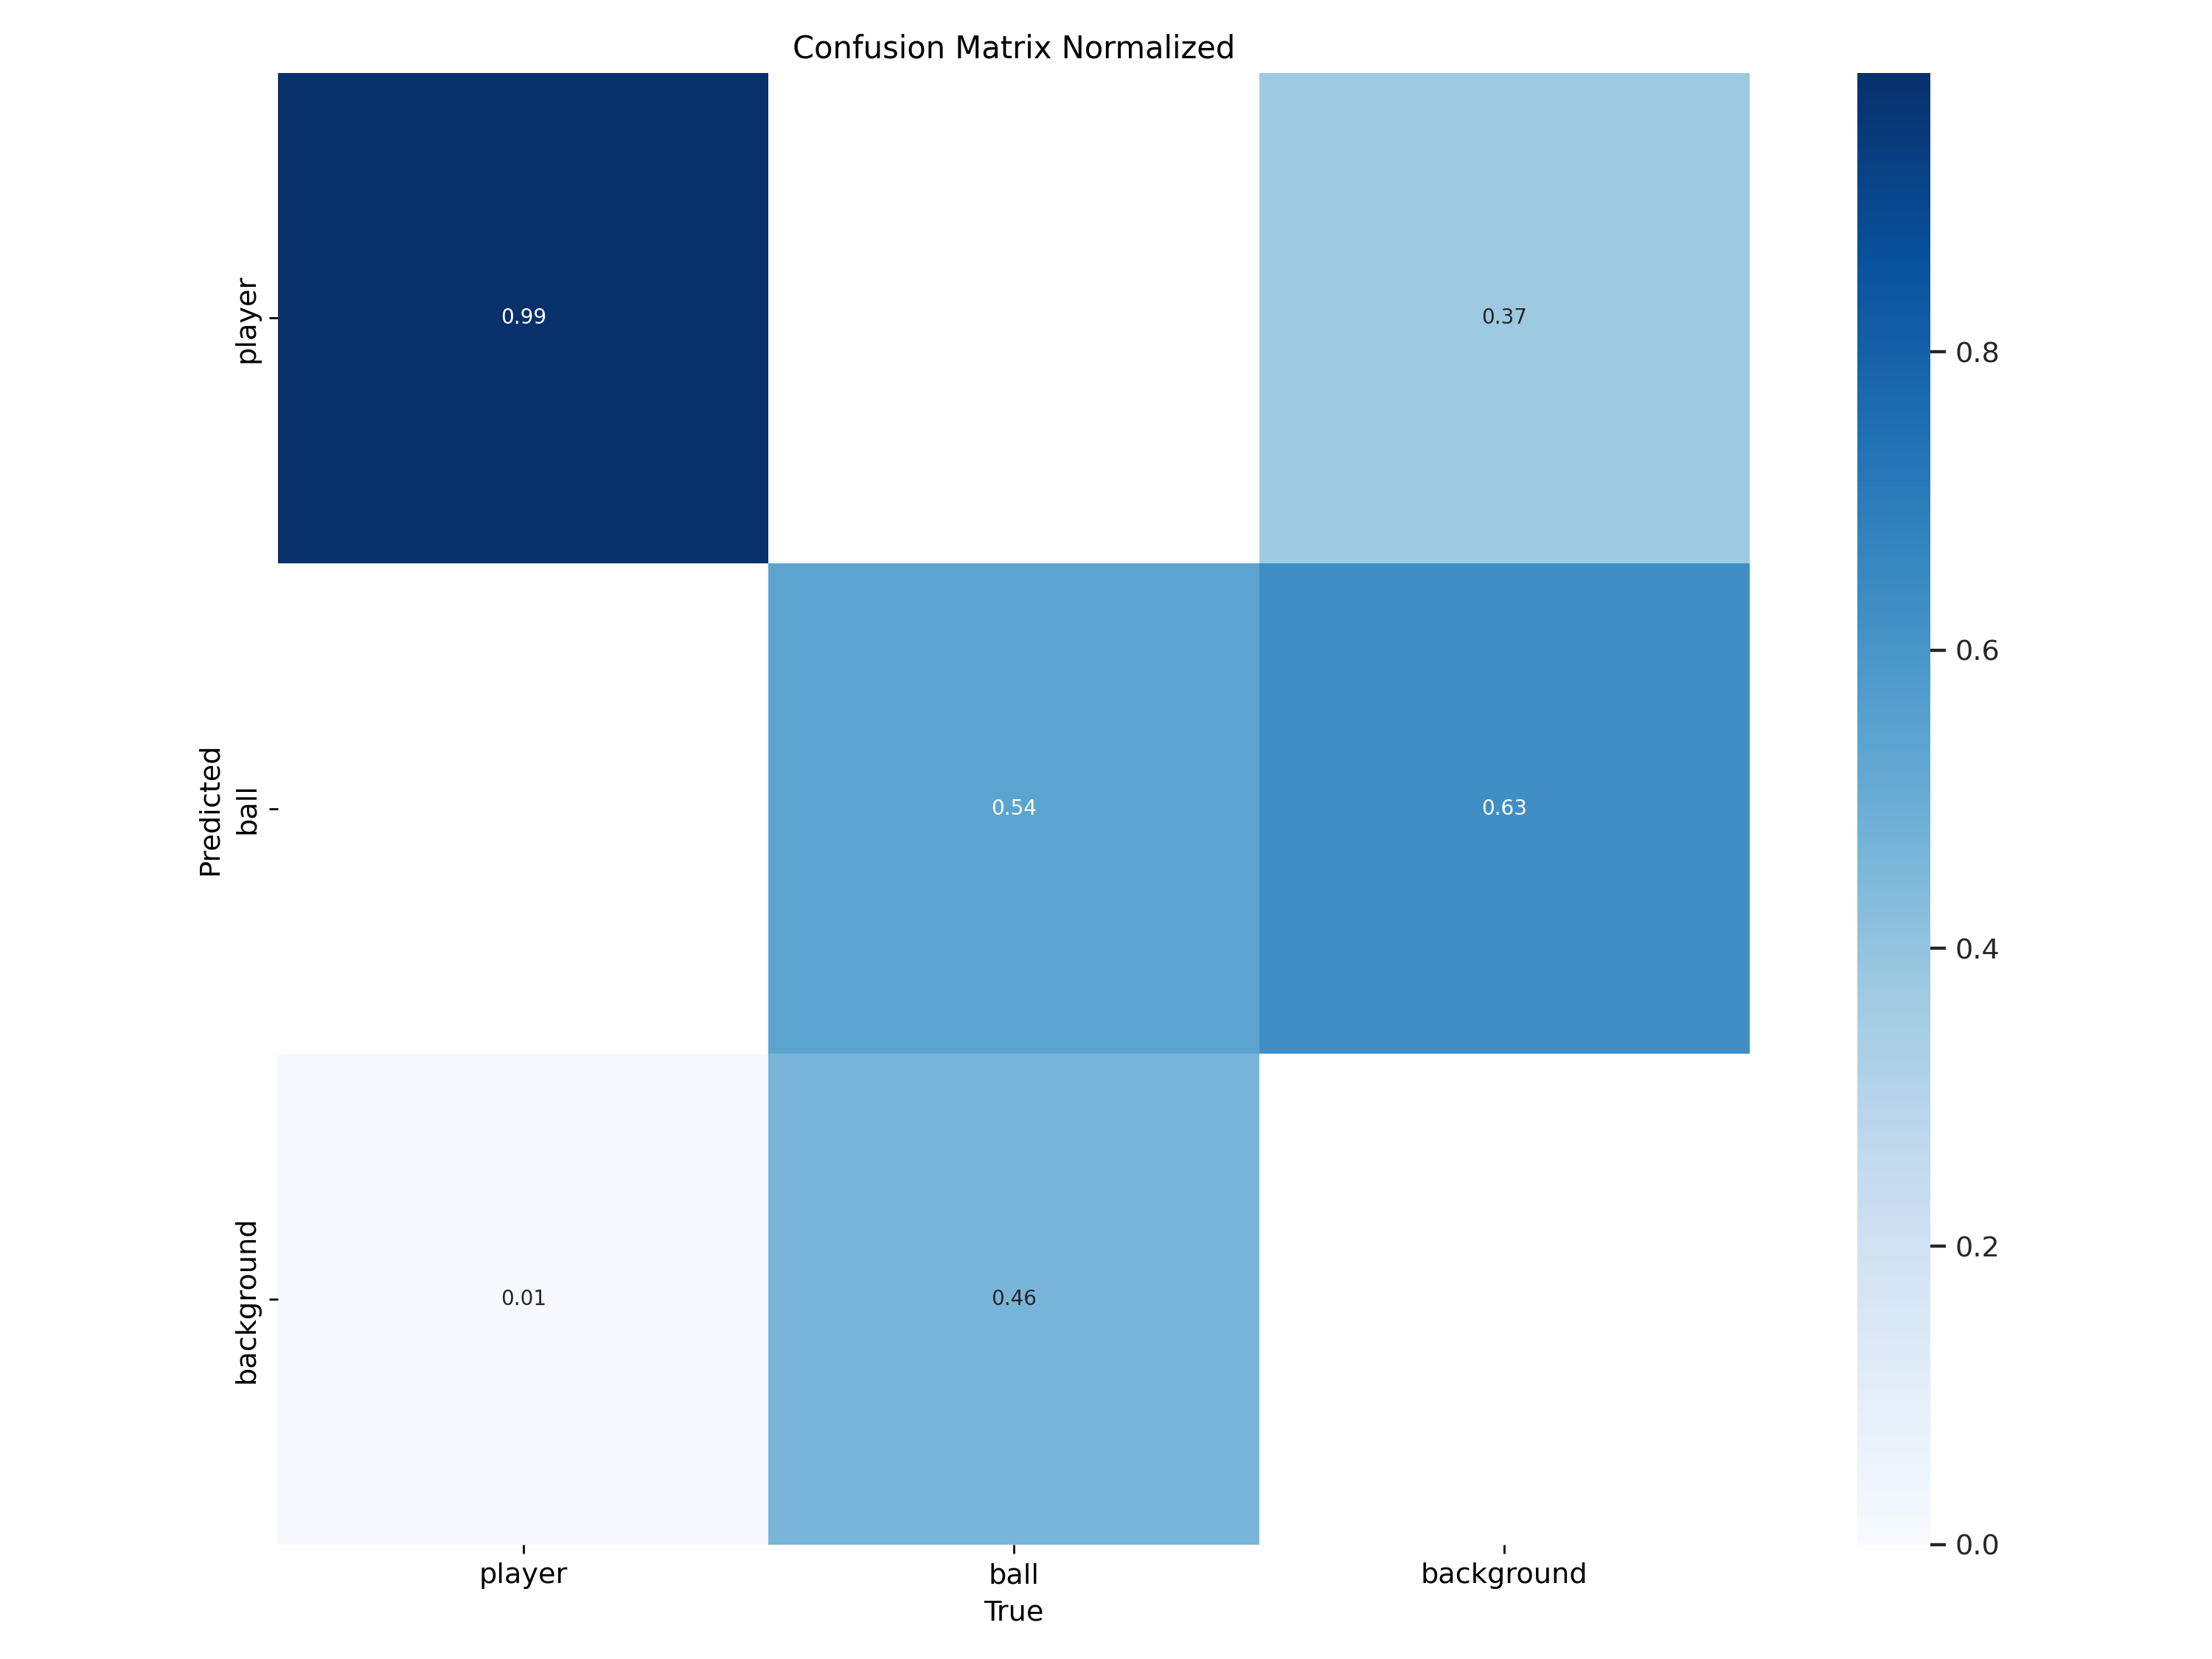 Confusion Matrix Normalized
player
0.99
0.37
0.8
0.6
Predicted
ball
0.54
0.63
0.4
0.2
background
0.01
0.46
0.0
player
ball
background
True